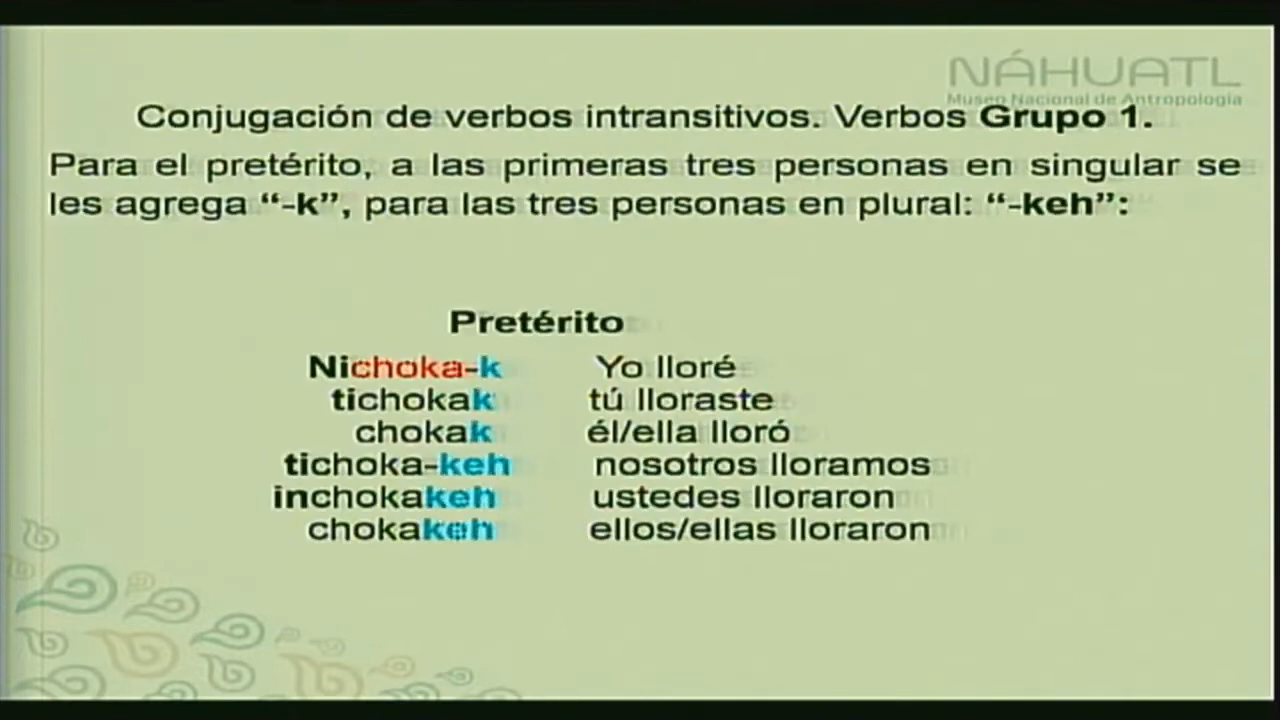 NÁHUATL
Museo Nacional de Antropología
Conjugación de verbos intransitivos. Verbos Grupo 1.
Para el pretérito, a las primeras tres personas en singular se
les agrega “-k”, para las tres personas en plural: “-keh”:
Pretérito
Nichoka-k Yo lloré
tichokak tú lloraste
chokak él/ella lloró
tichoka-keh nosotros lloramos
inchokakeh ustedes lloraron
chokakeh ellos/ellas lloraron